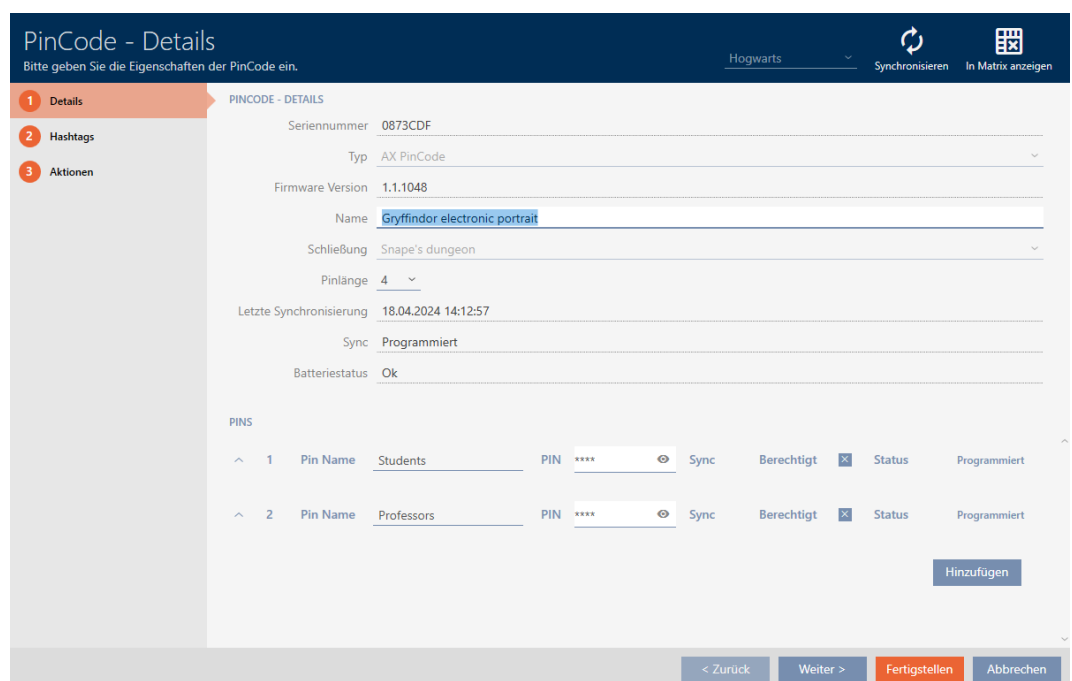 PinCode - Details
Bitte geben Sie die Eigenschaften der PinCode ein.
Hogwarts
Synchronisieren
In Matrix anzeigen
1 Details
2 Hashtags
3 Aktionen
PINCODE - DETAILS
Seriennummer 0873CDF
Typ AX PinCode
Firmware Version 1.1.1048
Name Gryffindor electronic portrait
Schließung Snape's dungeon
Pinlänge 4
Letzte Synchronisierung 18.04.2024 14:12:57
Sync Programmiert
Batteriestatus Ok
PINS
1 Pin Name Students PIN **** Sync Berechtigt Status Programmiert
2 Pin Name Professors PIN **** Sync Berechtigt Status Programmiert
Hinzufügen
< Zurück Weiter > Fertigstellen Abbrechen